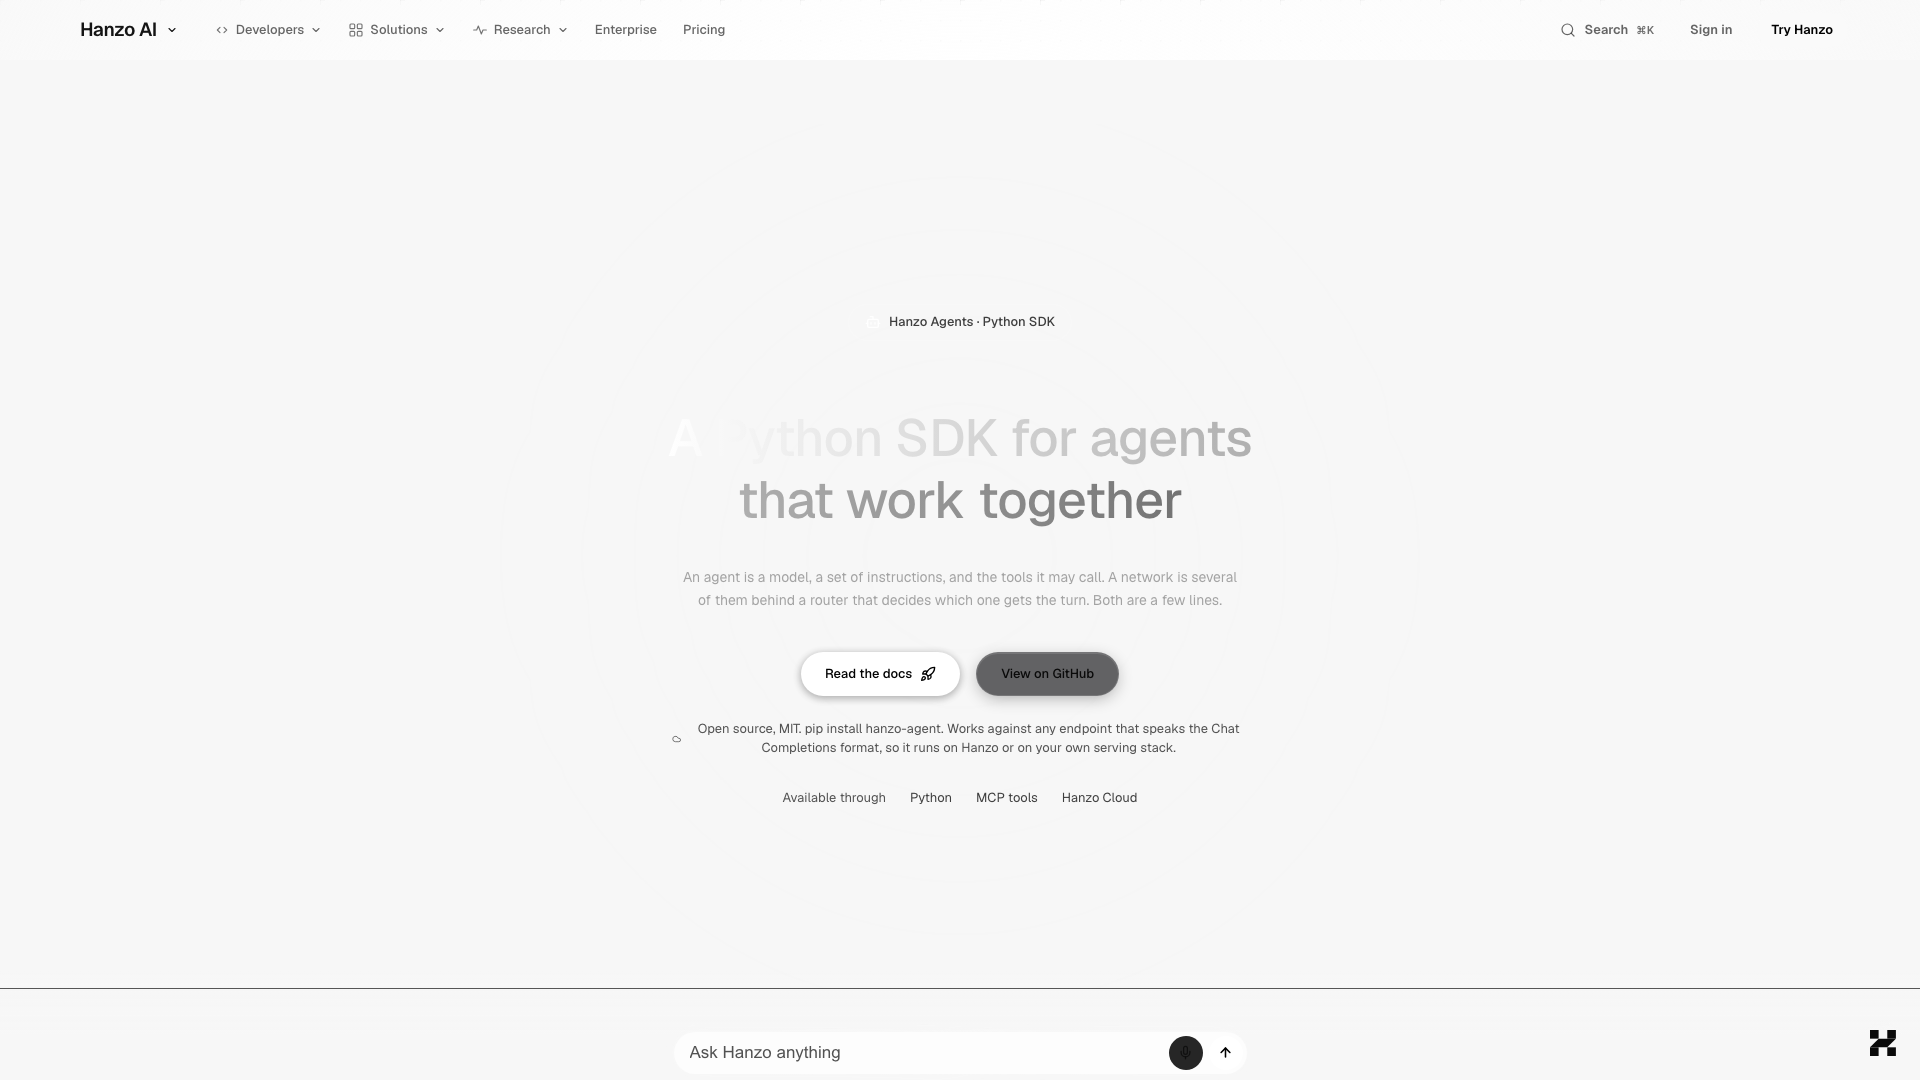 Hanzo AI
Developers
Solutions
Research
Enterprise
Pricing
Search ⌘K
Sign in
Try Hanzo
Hanzo Agents · Python SDK
A Python SDK for agents
that work together
An agent is a model, a set of instructions, and the tools it may call. A network is several
of them behind a router that decides which one gets the turn. Both are a few lines.
Read the docs
View on GitHub
Open source, MIT. pip install hanzo-agent. Works against any endpoint that speaks the Chat
Completions format, so it runs on Hanzo or on your own serving stack.
Available through
Python
MCP tools
Hanzo Cloud
Ask Hanzo anything